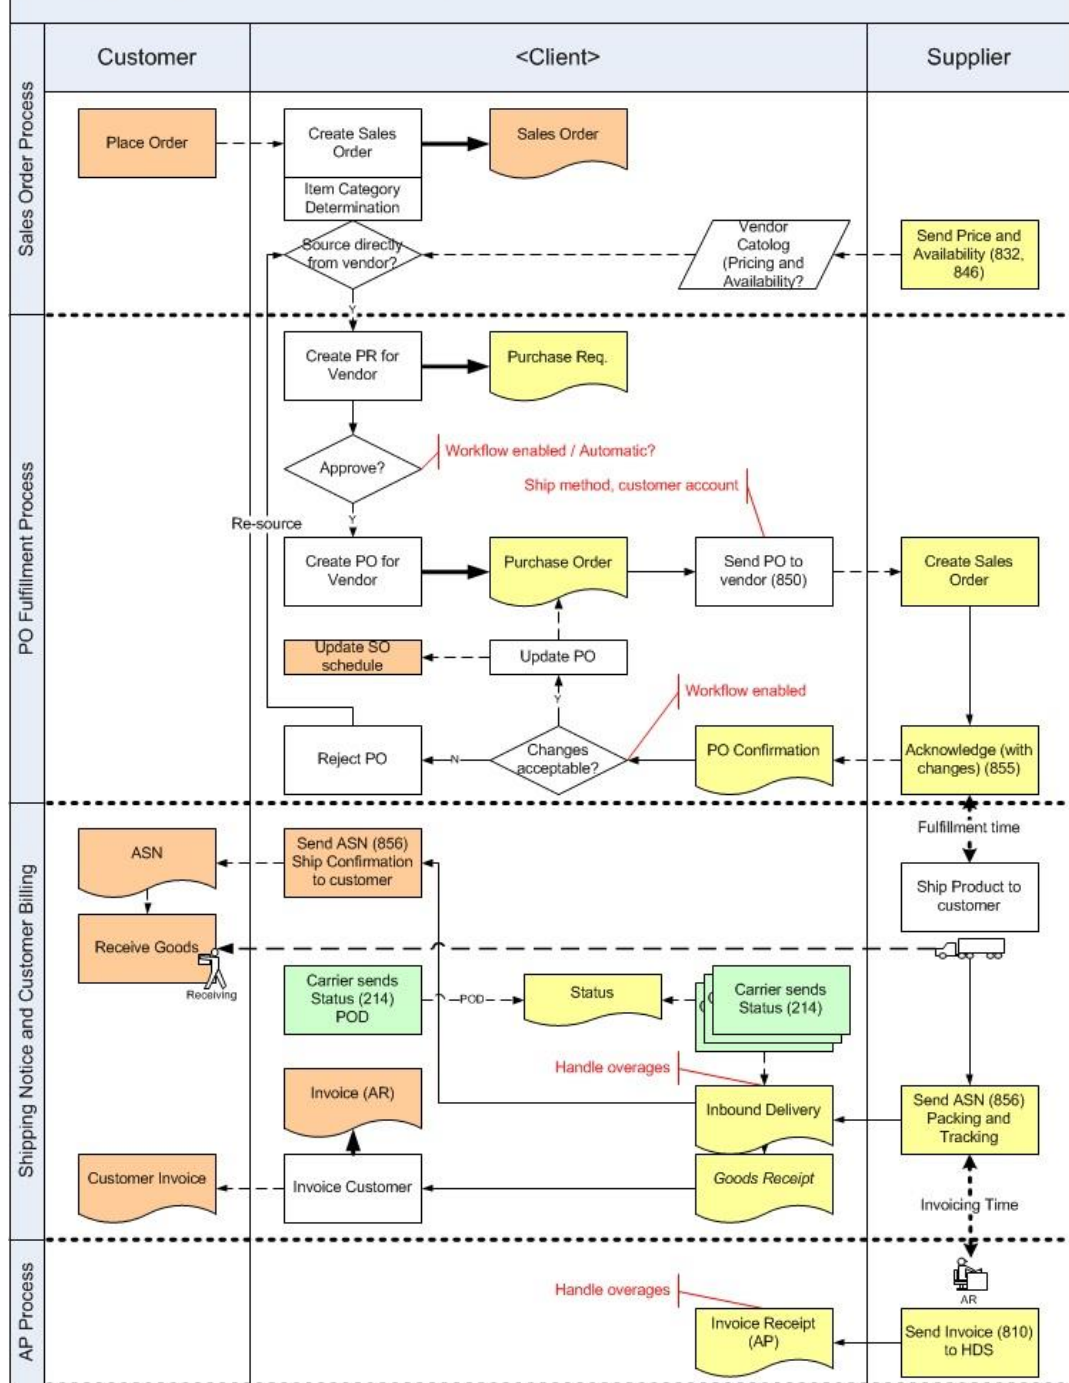 Customer
<Client>
Supplier
Sales Order Process
Place Order
Create Sales
Order
Sales Order
Item Category
Determination
Source directly
from vendor?
Vendor
Catolog
(Pricing and
Availability?
Send Price and
Availability (832,
846)
Y
PO Fulfillment Process
Create PR for
Vendor
Purchase Req.
Approve?
Workflow enabled / Automatic?
Ship method, customer account
Y
Re-source
Create PO for
Vendor
Purchase Order
Send PO to
vendor (850)
Create Sales
Order
Update SO
schedule
Update PO
Y
Workflow enabled
Reject PO
N
Changes
acceptable?
PO Confirmation
Acknowledge (with
changes) (855)
Shipping Notice and Customer Billing
Fulfillment time
ASN
Send ASN (856)
Ship Confirmation
to customer
Ship Product to
customer
Receive Goods
Receiving
Carrier sends
Status (214)
POD
POD
Status
Carrier sends
Status (214)
Handle overages
Invoice (AR)
Inbound Delivery
Send ASN (856)
Packing and
Tracking
Customer Invoice
Invoice Customer
Goods Receipt
Invoicing Time
AP Process
AR
Handle overages
Invoice Receipt
(AP)
Send Invoice (810)
to HDS